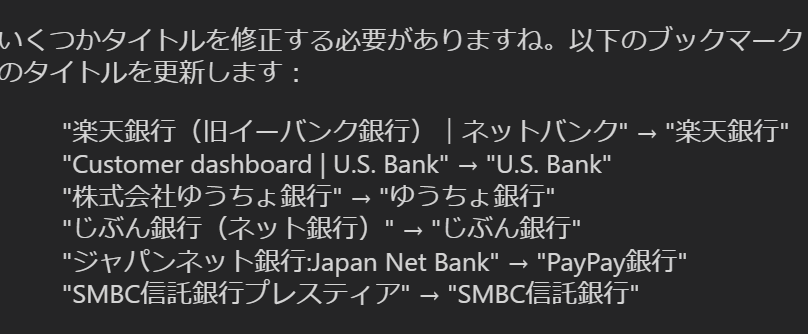 いくつかタイトルを修正する必要がありますね。以下のブックマーク
のタイトルを更新します：
"楽天銀行（旧イーバンク銀行）｜ネットバンク" → "楽天銀行"
"Customer dashboard | U.S. Bank" → "U.S. Bank"
"株式会社ゆうちょ銀行" → "ゆうちょ銀行"
"じぶん銀行（ネット銀行）" → "じぶん銀行"
"ジャパンネット銀行:Japan Net Bank" → "PayPay銀行"
"SMBC信託銀行プレスティア" → "SMBC信託銀行"